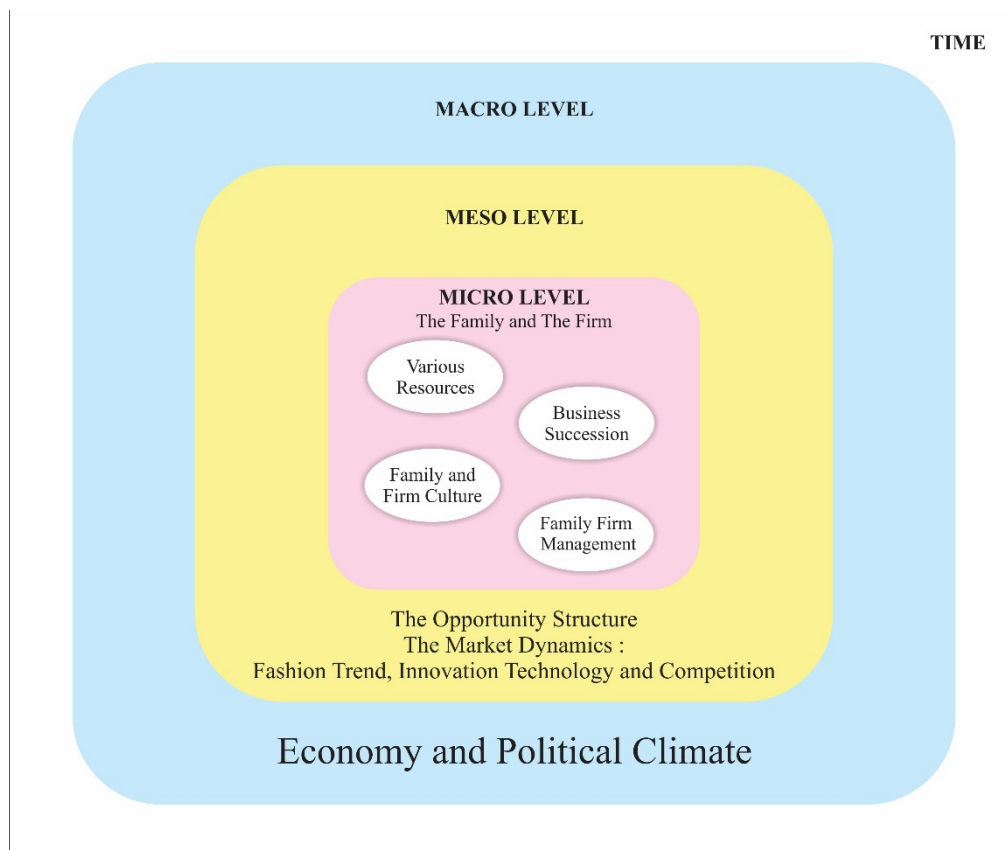 TIME
MACRO LEVEL
MESO LEVEL
MICRO LEVEL
The Family and The Firm
Various
Resources
Business
Succession
Family and
Firm Culture
Family Firm
Management
The Opportunity Structure
The Market Dynamics :
Fashion Trend, Innovation Technology and Competition
Economy and Political Climate